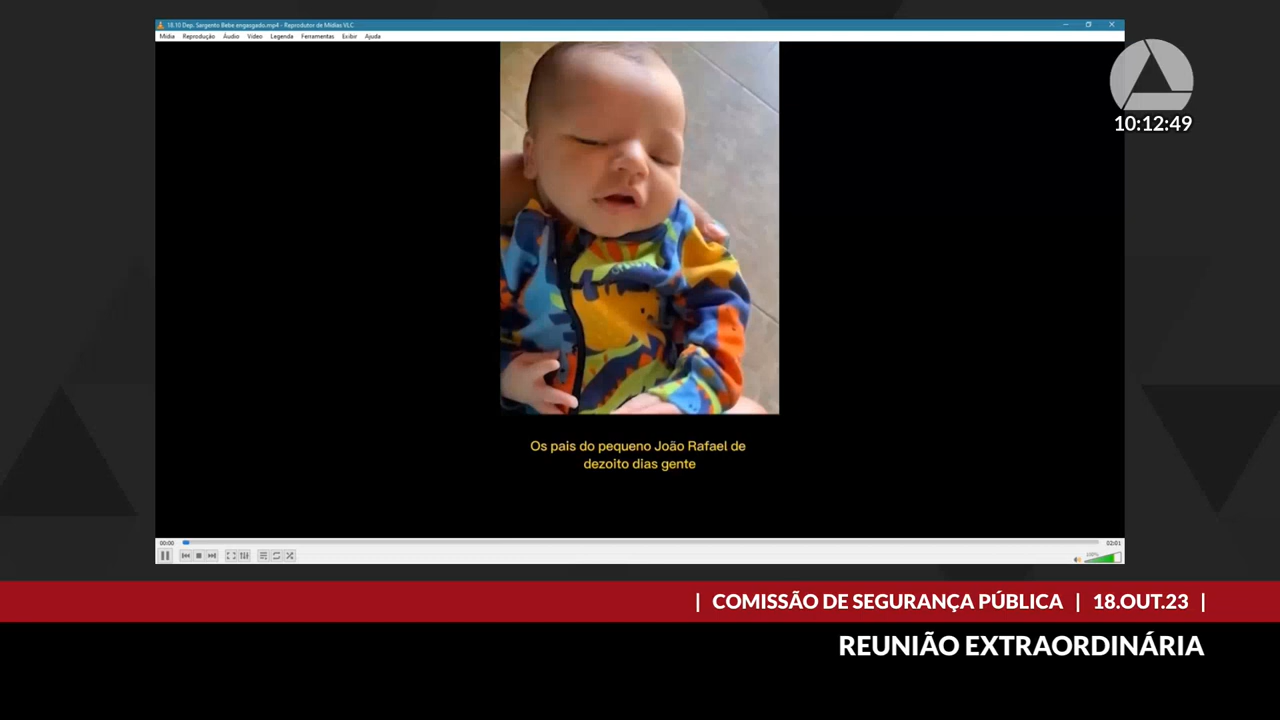 18.10 Dep. Sargento Bebe engasgado.mp4 - Reprodutor de Mídias VLC
Mídia Reprodução Áudio Vídeo Legenda Ferramentas Exibir Ajuda
10:12:49
Os pais do pequeno João Rafael de
dezoito dias gente
00:00
02:01
100%
| COMISSÃO DE SEGURANÇA PÚBLICA | 18.OUT.23 |
REUNIÃO EXTRAORDINÁRIA